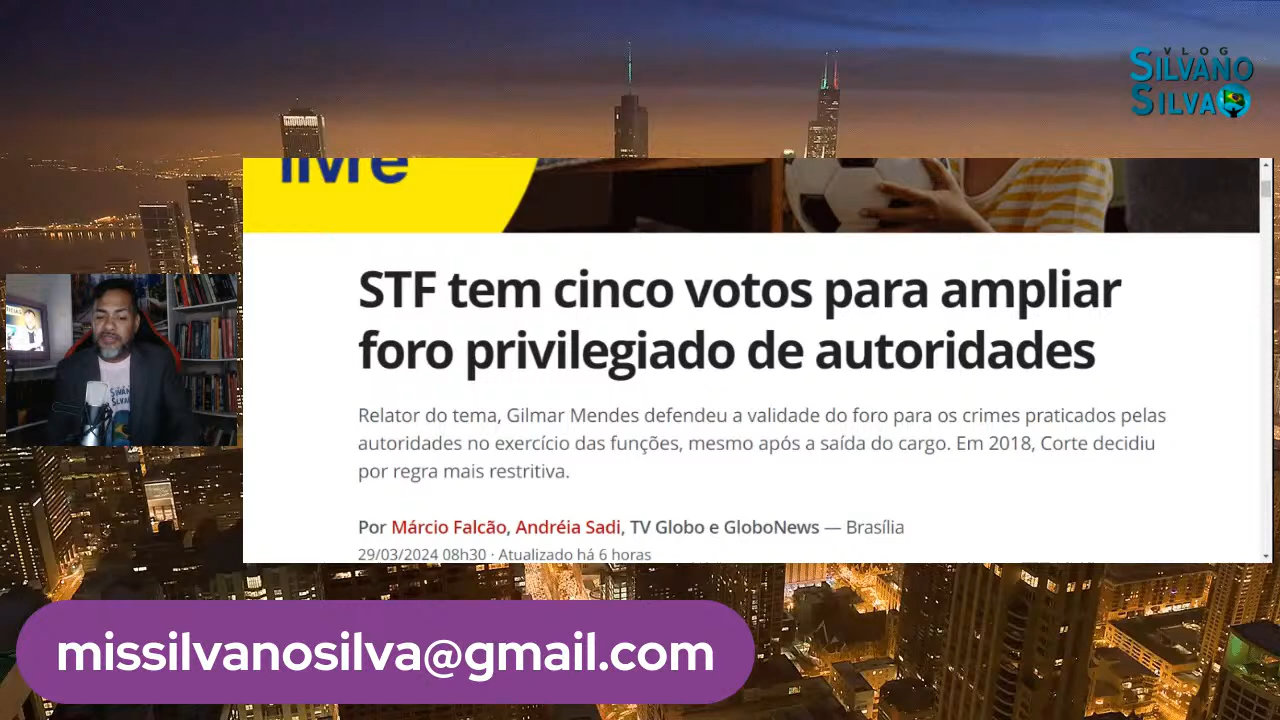 VLOG
SILVANO
SILVA
livre
STF tem cinco votos para ampliar
foro privilegiado de autoridades
Relator do tema, Gilmar Mendes defendeu a validade do foro para os crimes praticados pelas
autoridades no exercício das funções, mesmo após a saída do cargo. Em 2018, Corte decidiu
por regra mais restritiva.
Por Márcio Falcão, Andréia Sadi, TV Globo e GloboNews — Brasília
29/03/2024 08h30 · Atualizado há 6 horas
SILVANO
SILVA
missilvanosilva@gmail.com